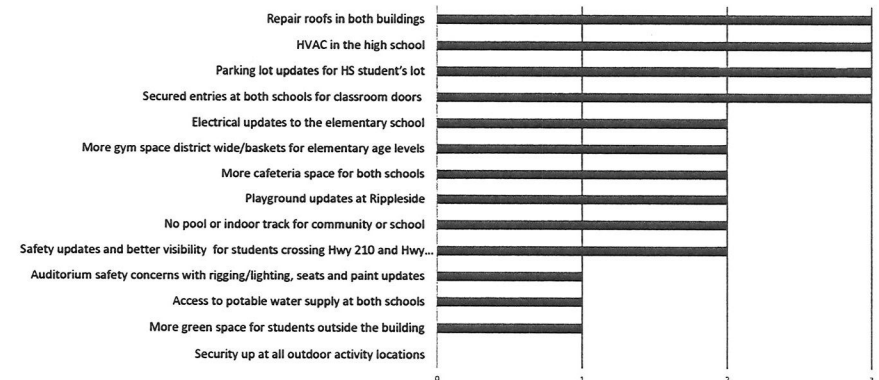 Repair roofs in both buildings
HVAC in the high school
Parking lot updates for HS student's lot
Secured entries at both schools for classroom doors
Electrical updates to the elementary school
More gym space district wide/baskets for elementary age levels
More cafeteria space for both schools
Playground updates at Rippleside
No pool or indoor track for community or school
Safety updates and better visibility for students crossing Hwy 210 and Hwy...
Auditorium safety concerns with rigging/lighting, seats and paint updates
Access to potable water supply at both schools
More green space for students outside the building
Security up at all outdoor activity locations